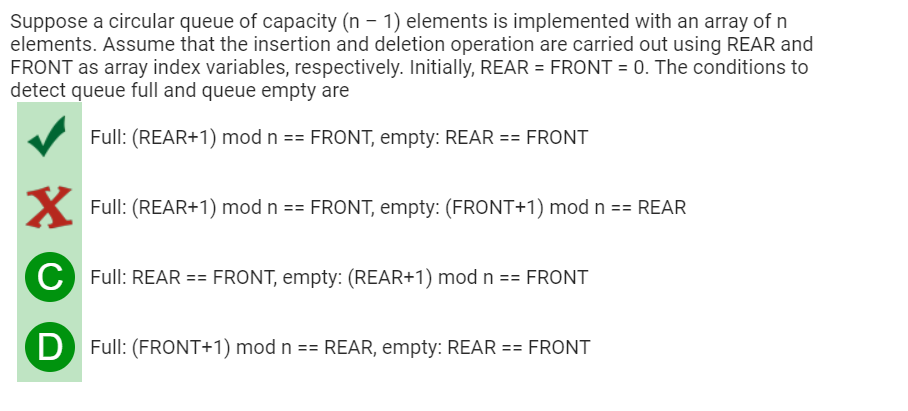 Suppose a circular queue of capacity (n − 1) elements is implemented with an array of n
elements. Assume that the insertion and deletion operation are carried out using REAR and
FRONT as array index variables, respectively. Initially, REAR = FRONT = 0. The conditions to
detect queue full and queue empty are
Full: (REAR+1) mod n == FRONT, empty: REAR == FRONT
X Full: (REAR+1) mod n == FRONT, empty: (FRONT+1) mod n == REAR
C Full: REAR == FRONT, empty: (REAR+1) mod n == FRONT
D Full: (FRONT+1) mod n == REAR, empty: REAR == FRONT